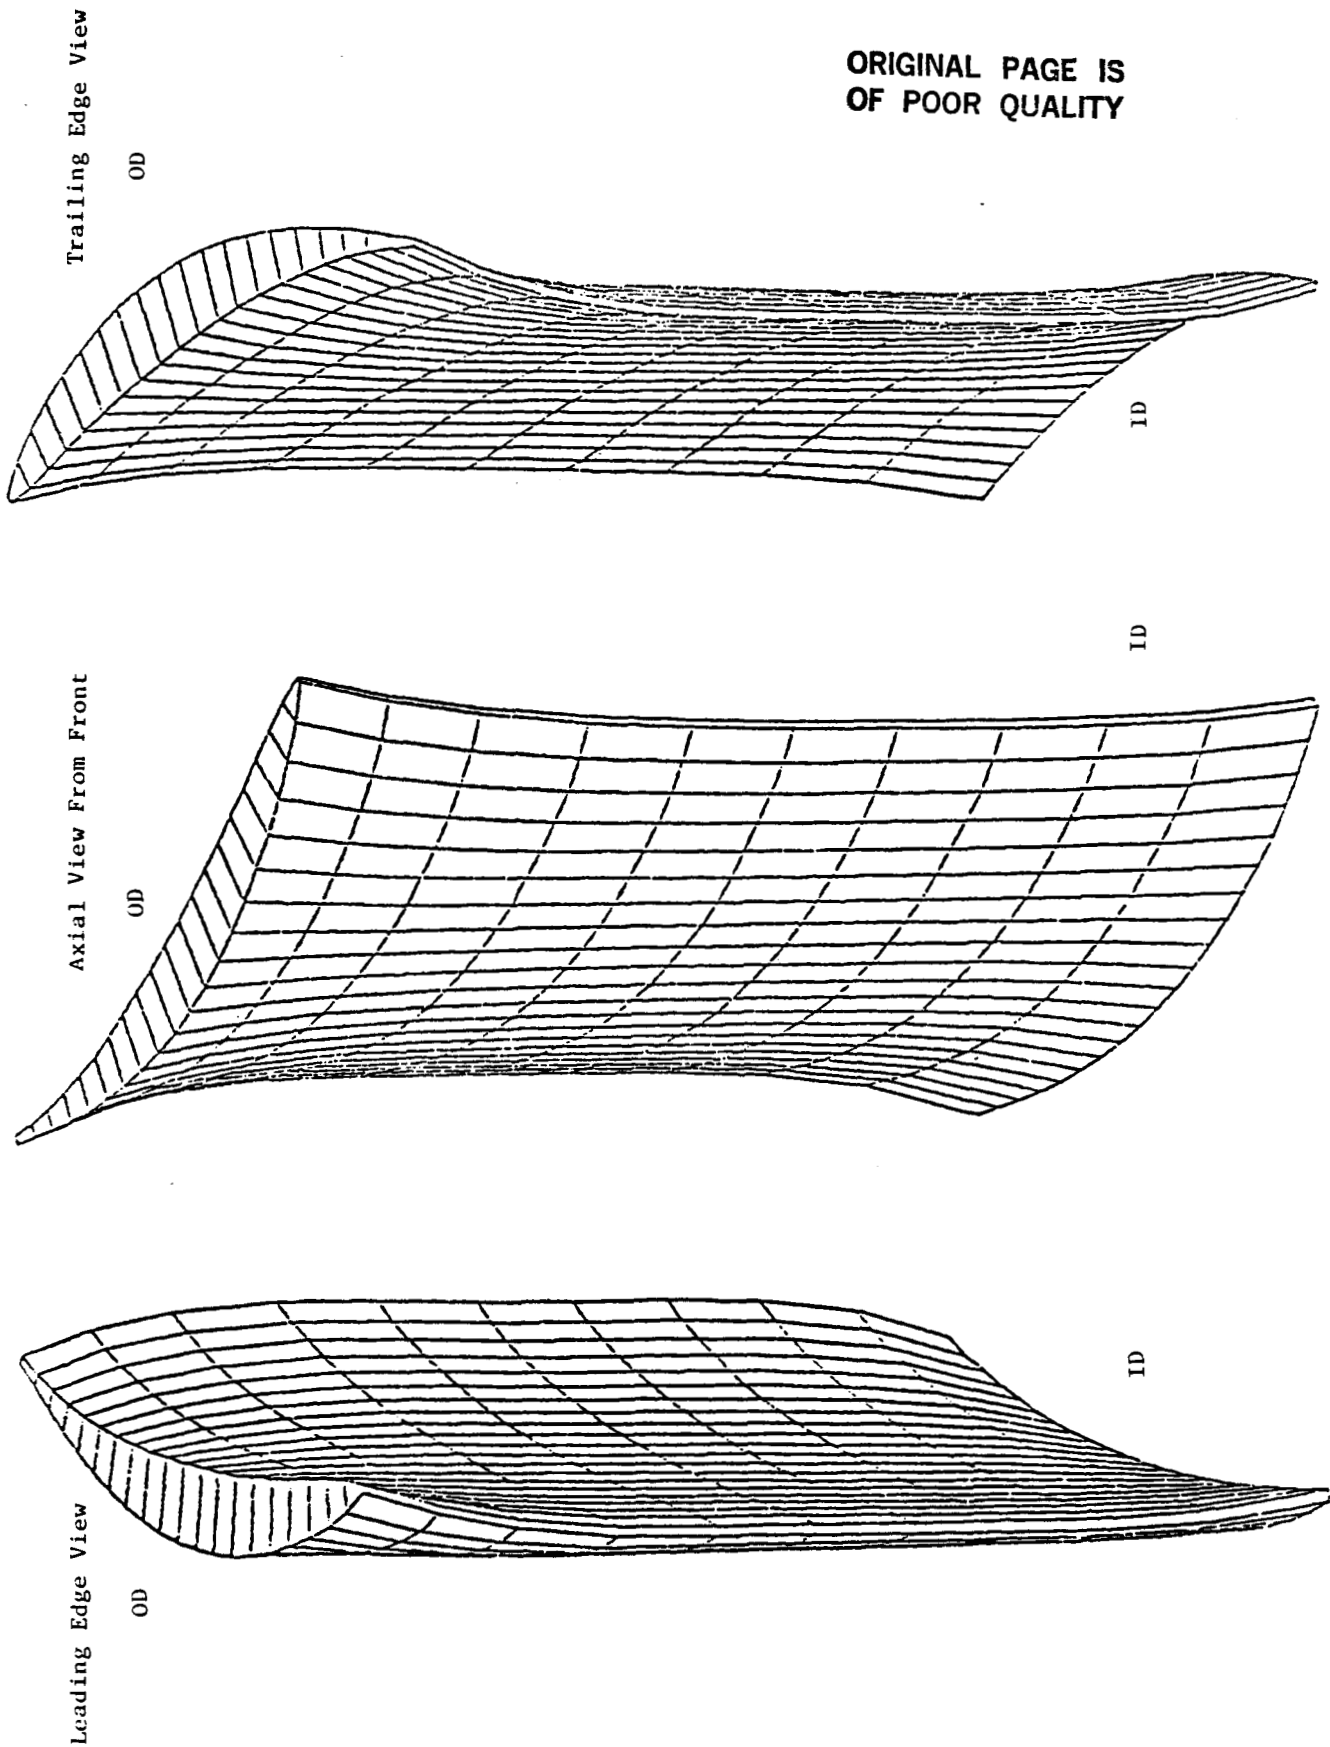 ORIGINAL PAGE IS
OF POOR QUALITY
Trailing Edge View
OD
ID
Axial View From Front
OD
ID
Leading Edge View
OD
ID